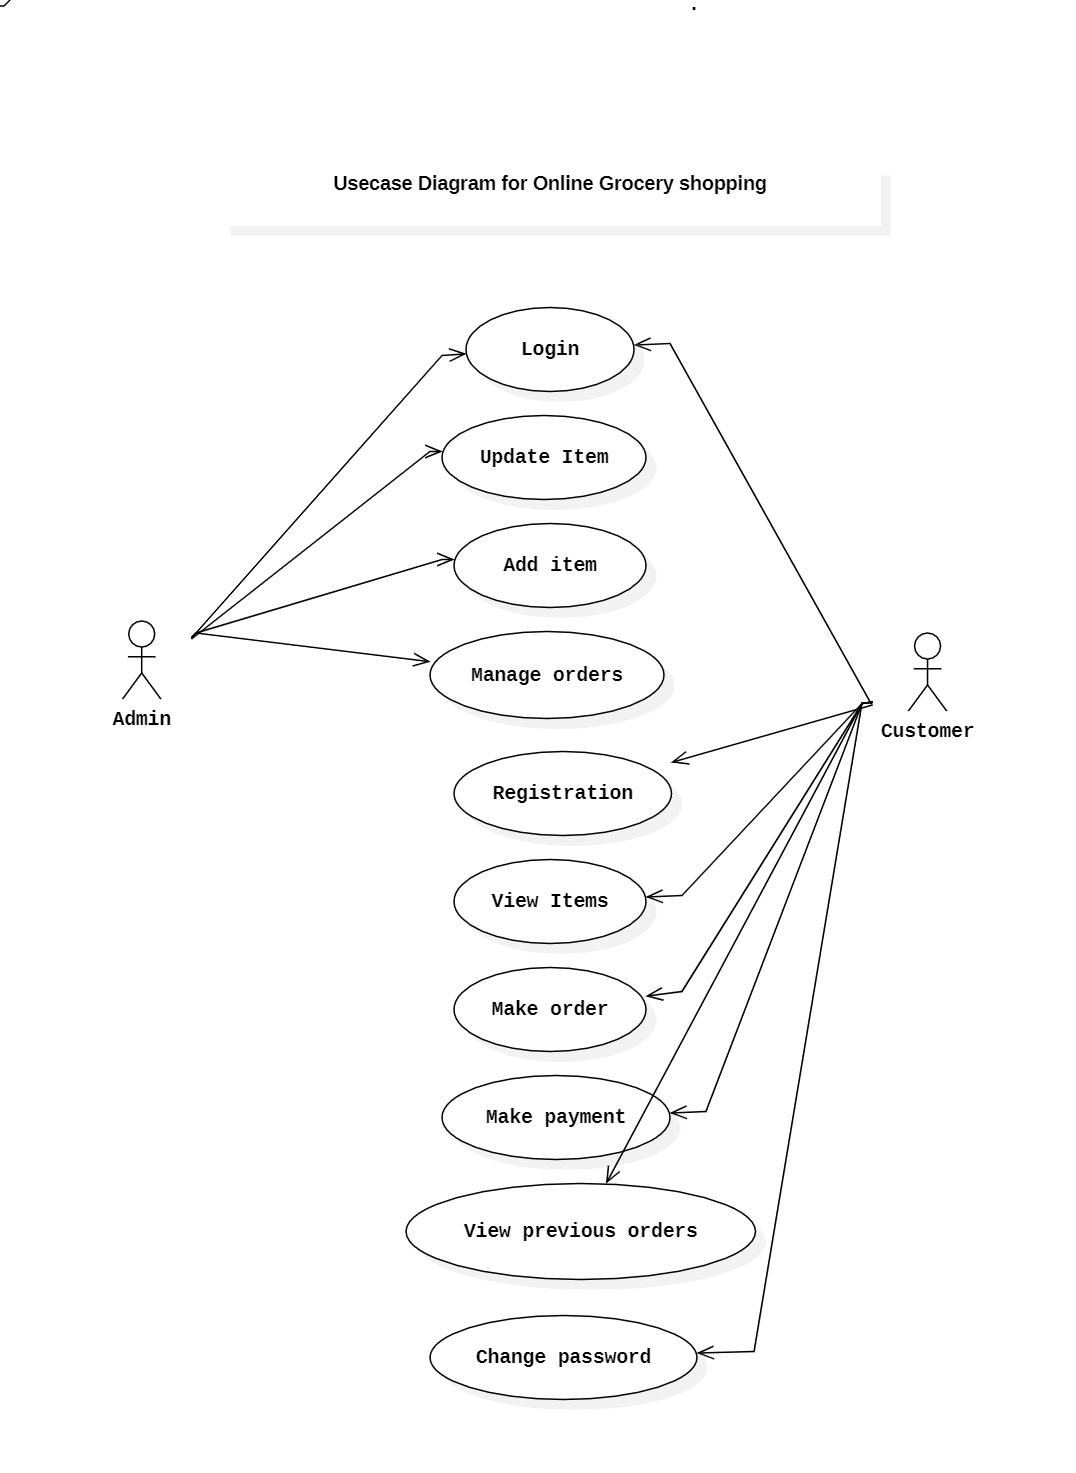 Usecase Diagram for Online Grocery shopping
Login
Update Item
Add item
Manage orders
Admin
Customer
Registration
View Items
Make order
Make payment
View previous orders
Change password